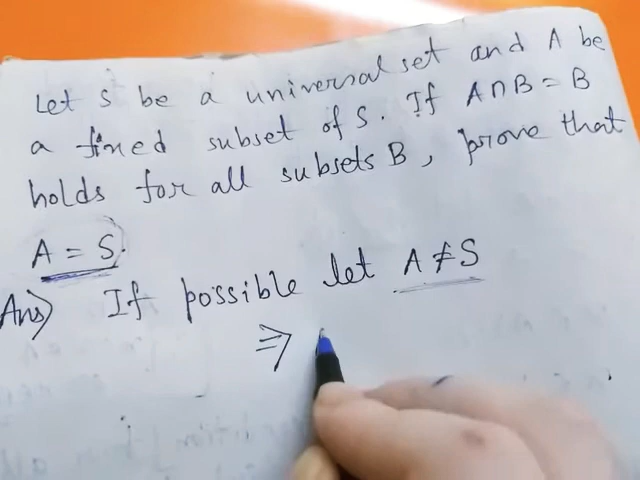 Let S be a universal set and A be
a fixed subset of S. If A∩B = B
holds for all subsets B, prove that
A = S.
Ans) If possible let A ≠ S
⇒